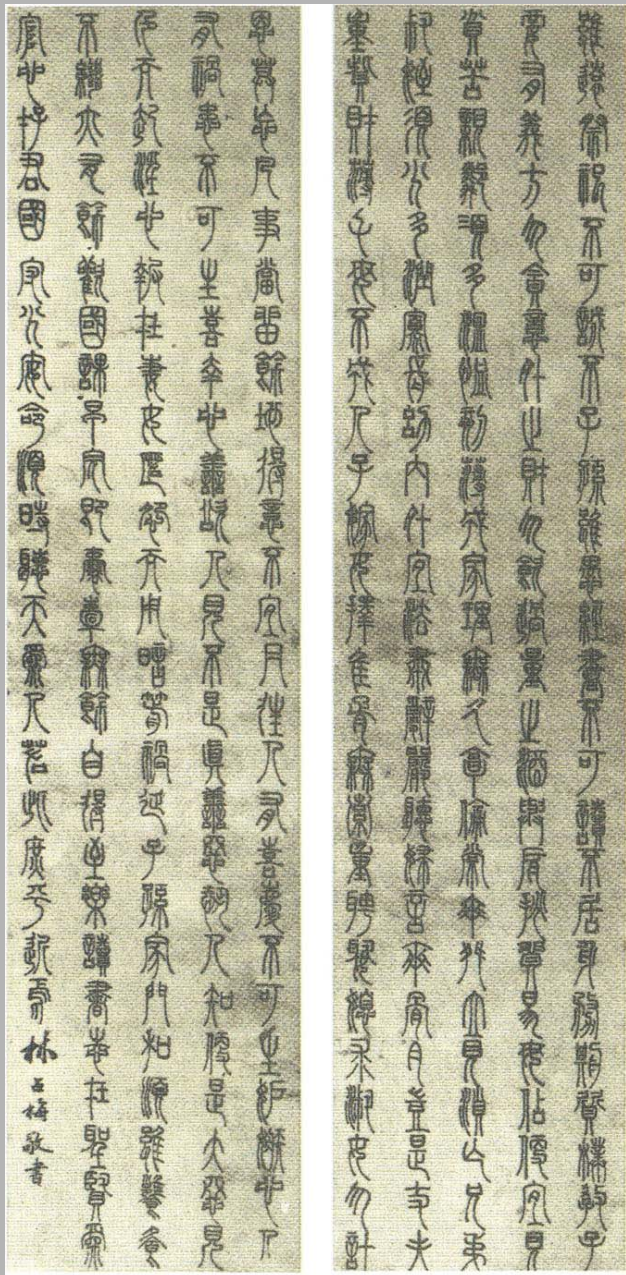 雖遠祭祀不可誠不子孫雖愚經書不可讀不居身務期質樸教子
要有義方勿貪意外之財勿飲過量之酒與肩挑貿易毋佔便宜見
貧苦親鄰須多溫恤刻薄成家理無久享倫常乖舛立見消亡兄弟
叔姪須分多潤寡長幼內外宜法肅辭嚴聽婦言乖骨肉豈是丈夫
重貲財薄父母不成人子嫁女擇佳婿無索重聘娶媳求淑女勿計
恩莫忘凡事當留餘地得意不宜再往人有喜慶不可生妒嫉心人
有禍患不可生喜幸心善欲人見不是真善惡恐人知便是大惡見
色而起淫心報在妻女匿怨而用暗箭禍延子孫家門和順雖饔飧
不繼亦有餘歡國課早完即囊橐無餘自得至樂讀書志在聖賢為
官心存君國守分安命順時聽天為人若此庶乎近焉 林占梅敬書